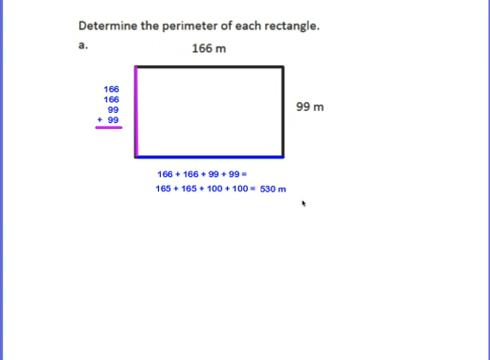 Determine the perimeter of each rectangle.
a.
166 m
166
166
99
+ 99
99 m
166 + 166 + 99 + 99 =
165 + 165 + 100 + 100 = 530 m